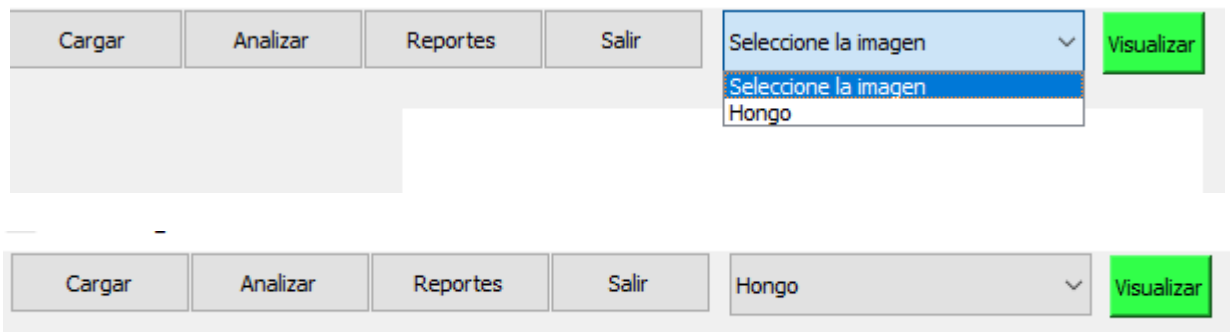 Cargar Analizar Reportes Salir Seleccione la imagen Visualizar
Seleccione la imagen
Hongo
Cargar Analizar Reportes Salir Hongo Visualizar